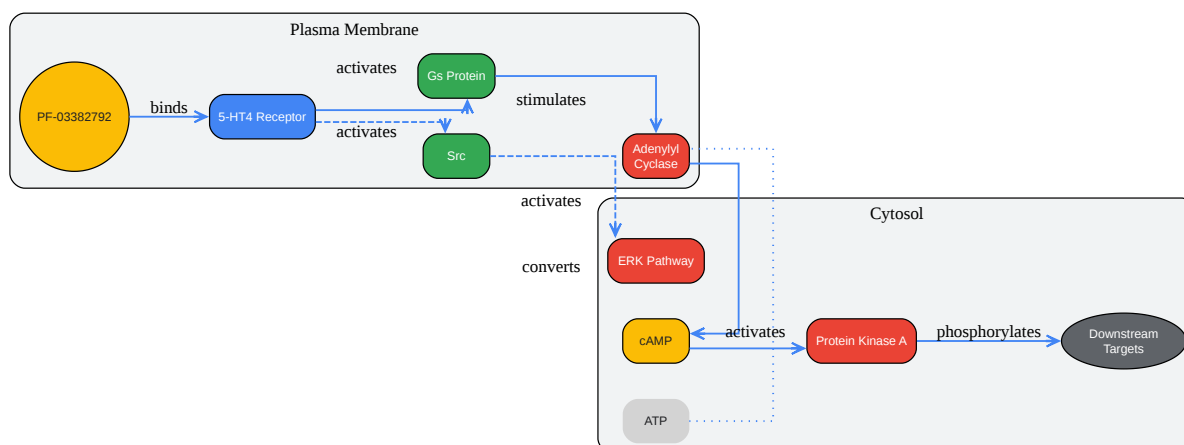 Plasma Membrane
activates
Gs Protein
PF-03382792
binds
5-HT4 Receptor
stimulates
activates
Src
Adenylyl
Cyclase
activates
Cytosol
converts
ERK Pathway
cAMP
activates
Protein Kinase A
phosphorylates
Downstream
Targets
ATP